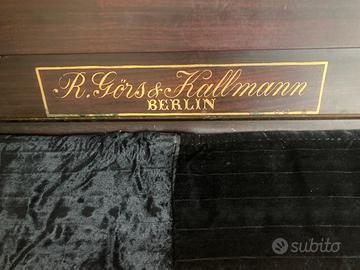 R. Görs & Kallmann
BERLIN
subito